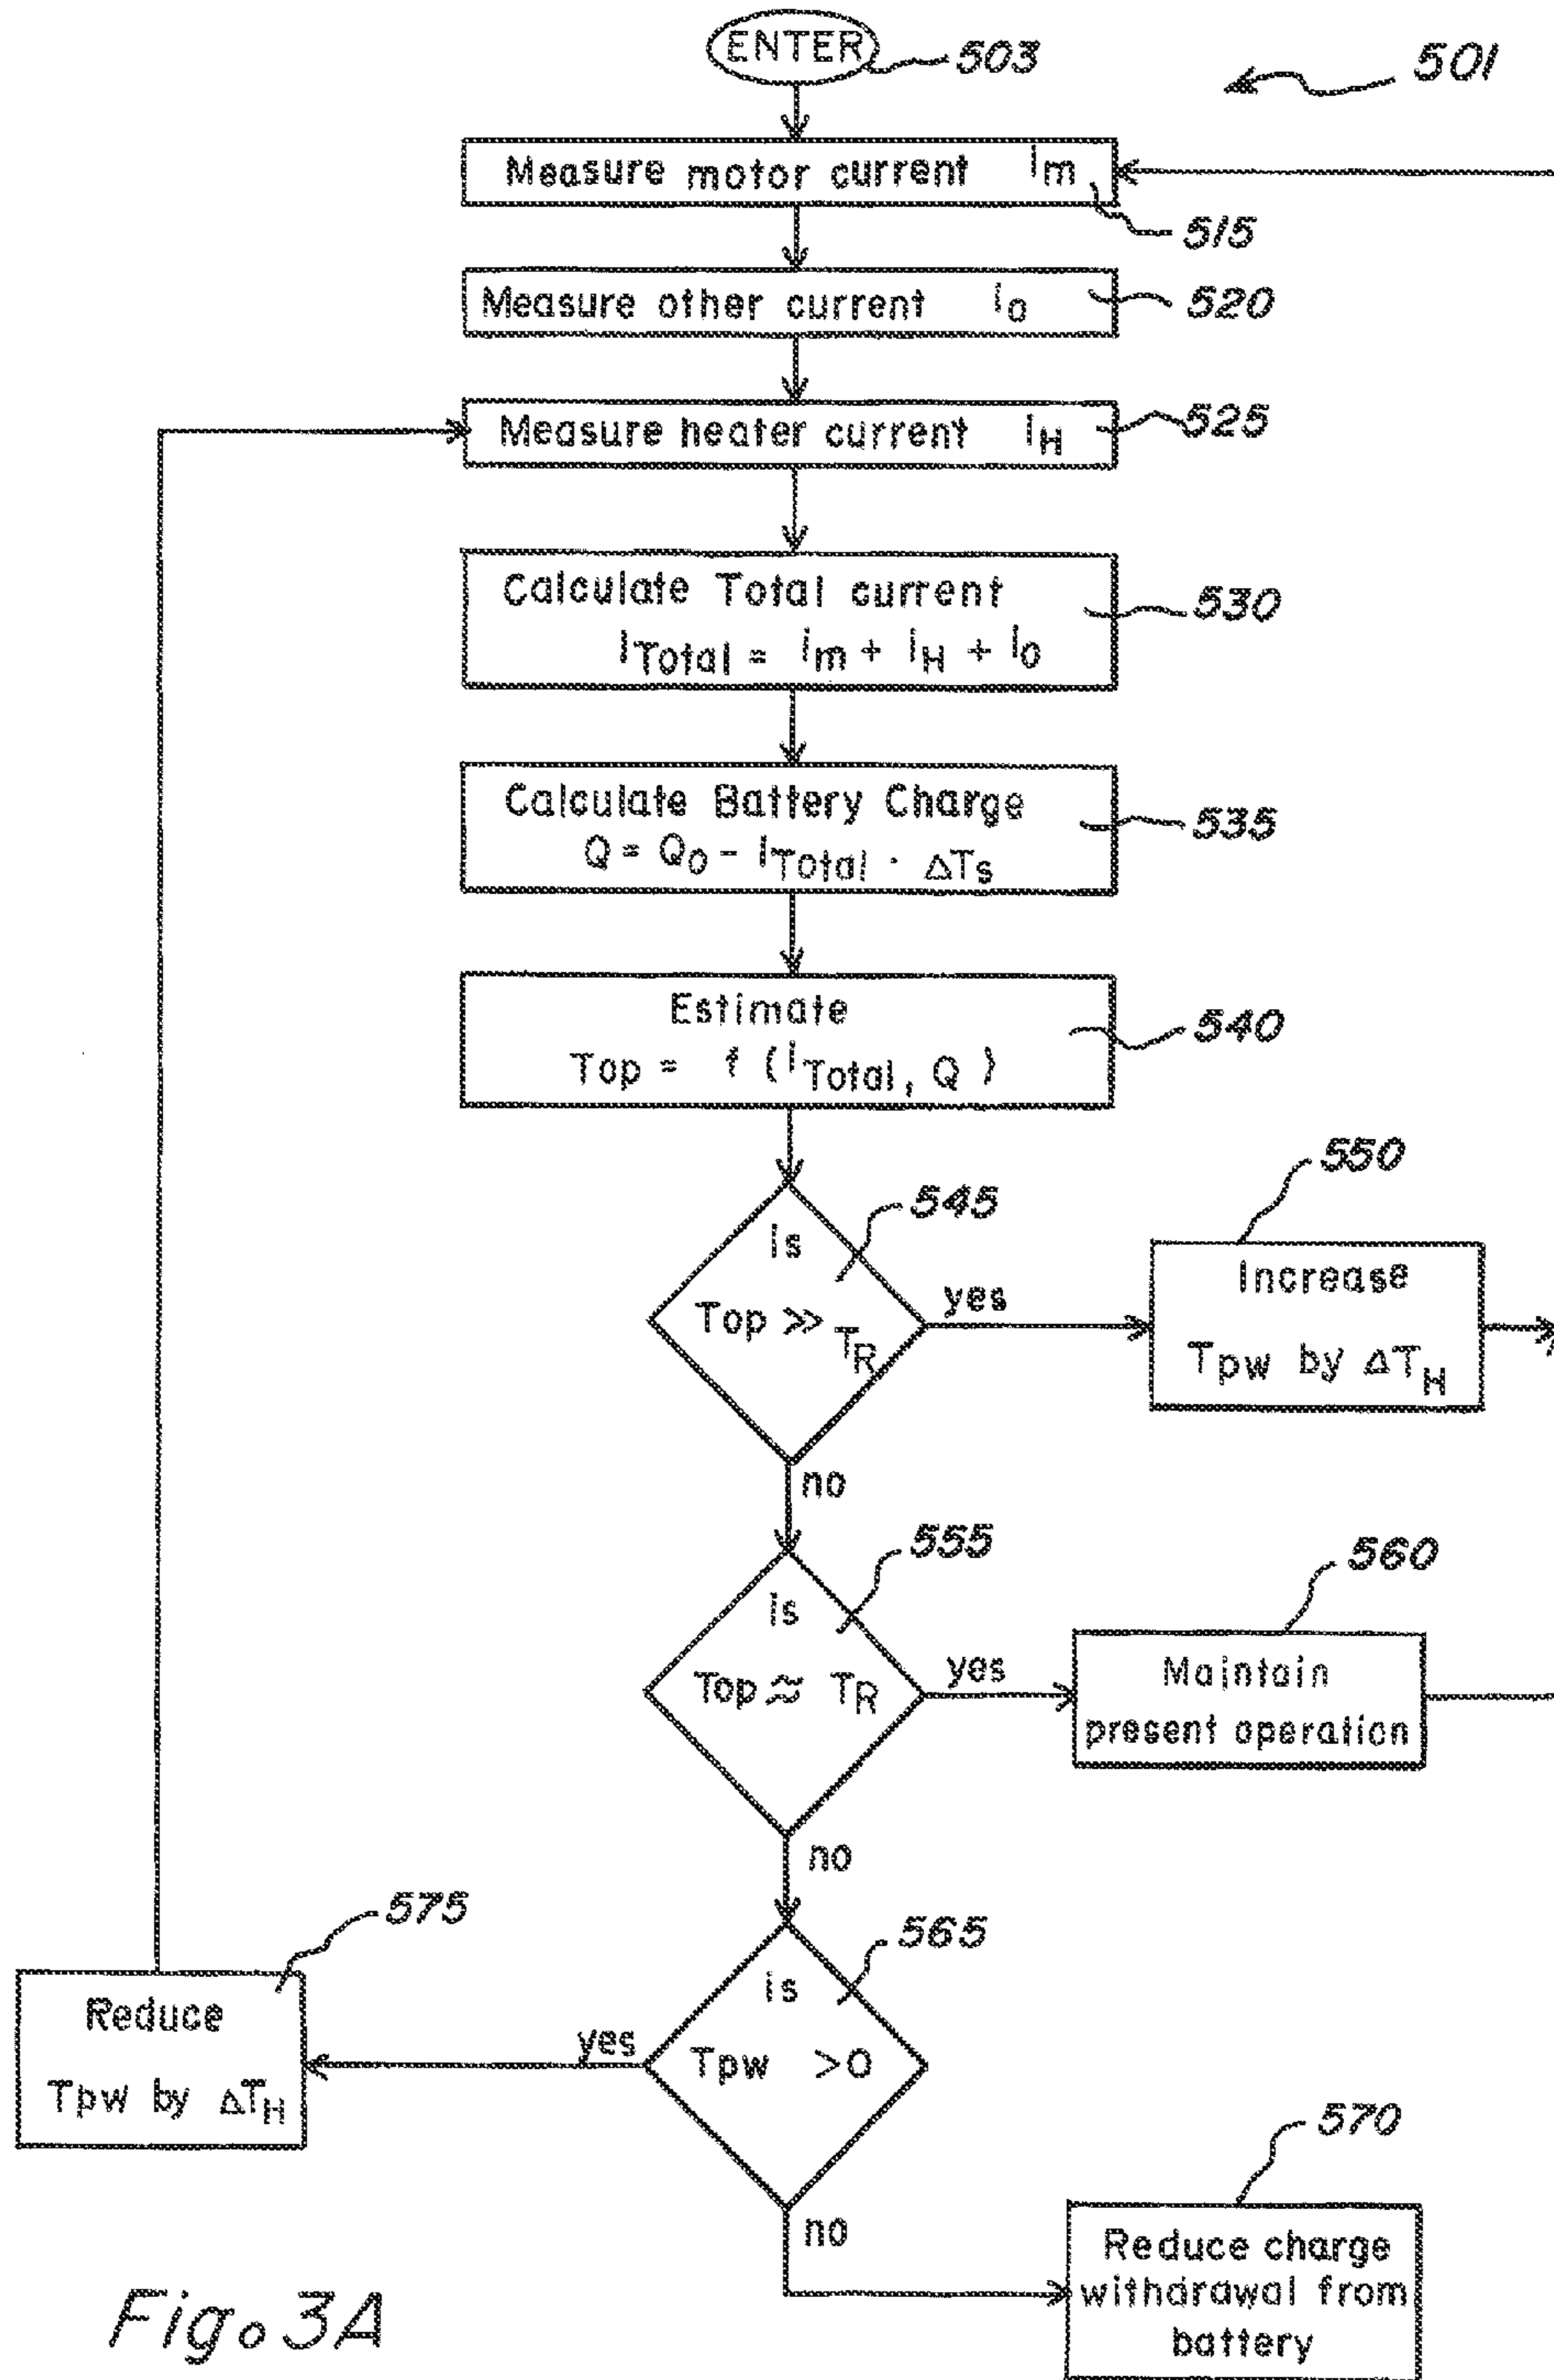 ENTER
503
501
Measure motor current Im
515
Measure other current io
520
Measure heater current IH
525
Calculate Total current
ITotal = im + iH + Io
530
Calculate Battery Charge
Q = Qo - ITotal · ΔTs
535
Estimate
Top = f (iTotal, Q)
540
545
is
Top >> TR
yes
no
550
Increase
Tpw by ΔTH
555
is
Top ≈ TR
yes
no
560
Maintain
present operation
565
is
Tpw >0
yes
no
575
Reduce
Tpw by ΔTH
570
Reduce charge
withdrawal from
battery
Fig. 3A